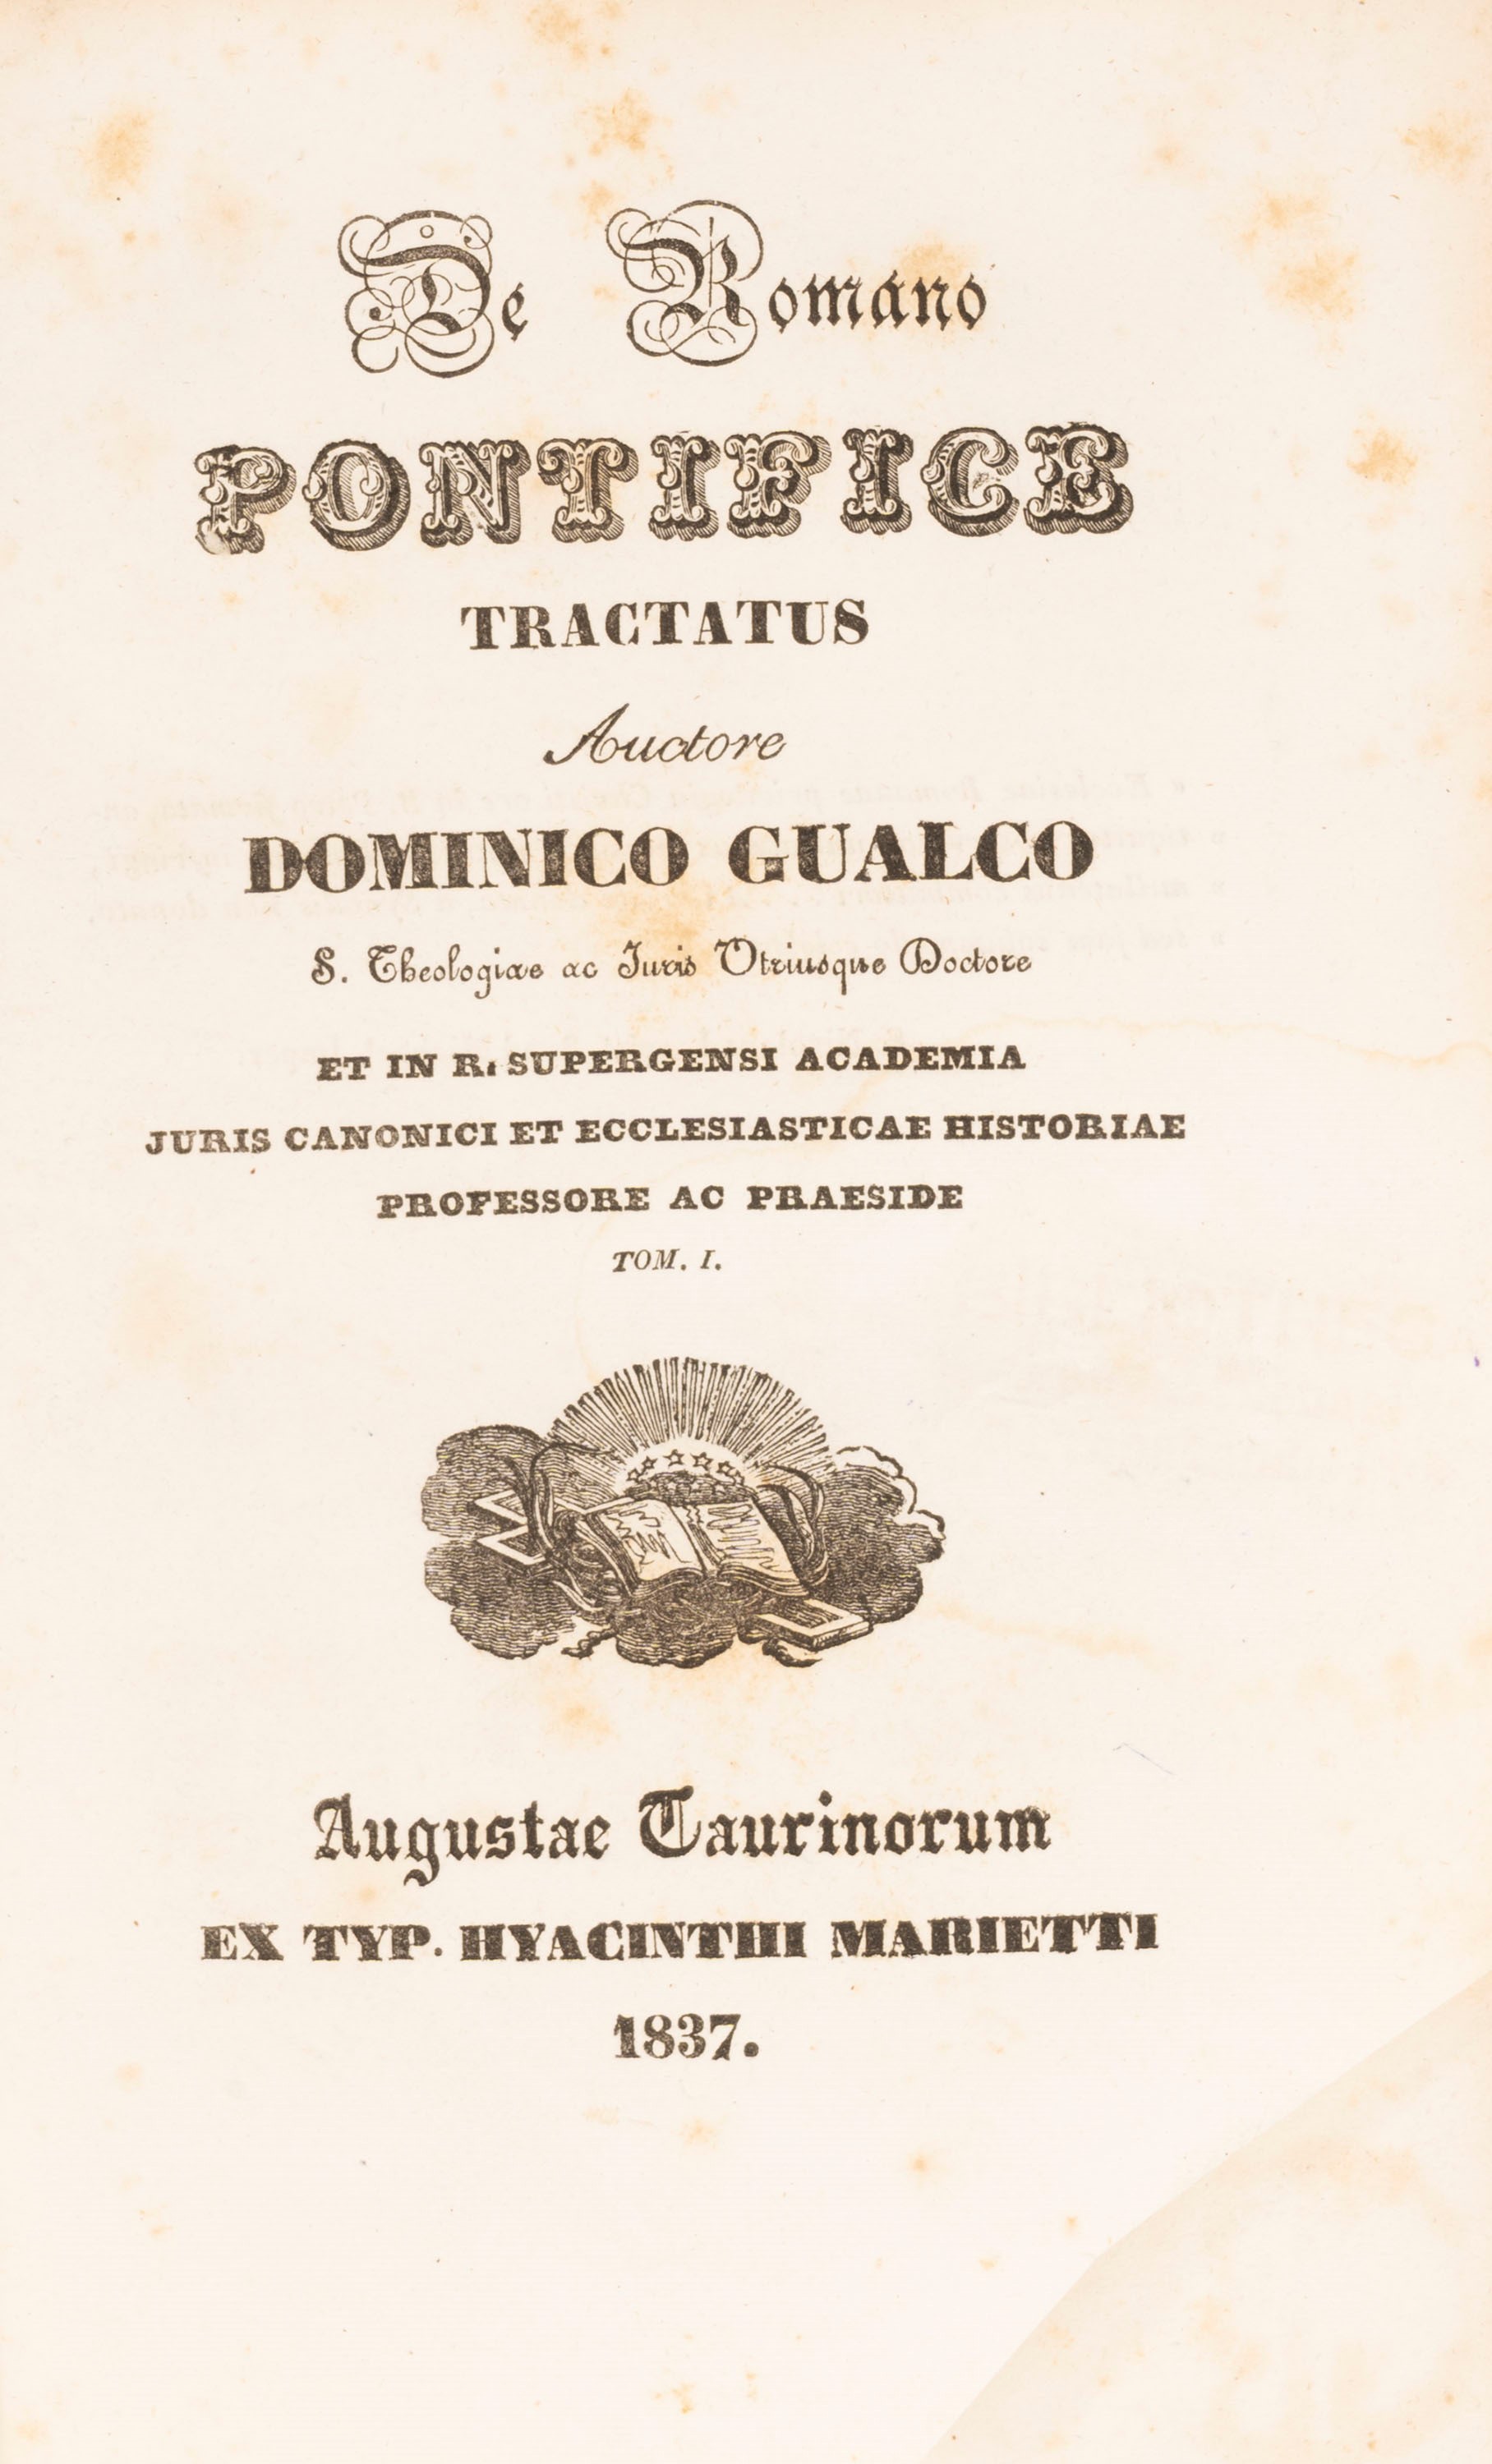 De Romano
PONTIFICE
TRACTATUS
Auctore
DOMINICO GUALCO
S. Theologiae ac Juris Utriusque Doctore
ET IN R. SUPERGENSI ACADEMIA
JURIS CANONICI ET ECCLESIASTICAE HISTORIAE
PROFESSORE AC PRAESIDE
TOM. I.
Augustae Taurinorum
EX TYP. HYACINTHI MARIETTI
1837.